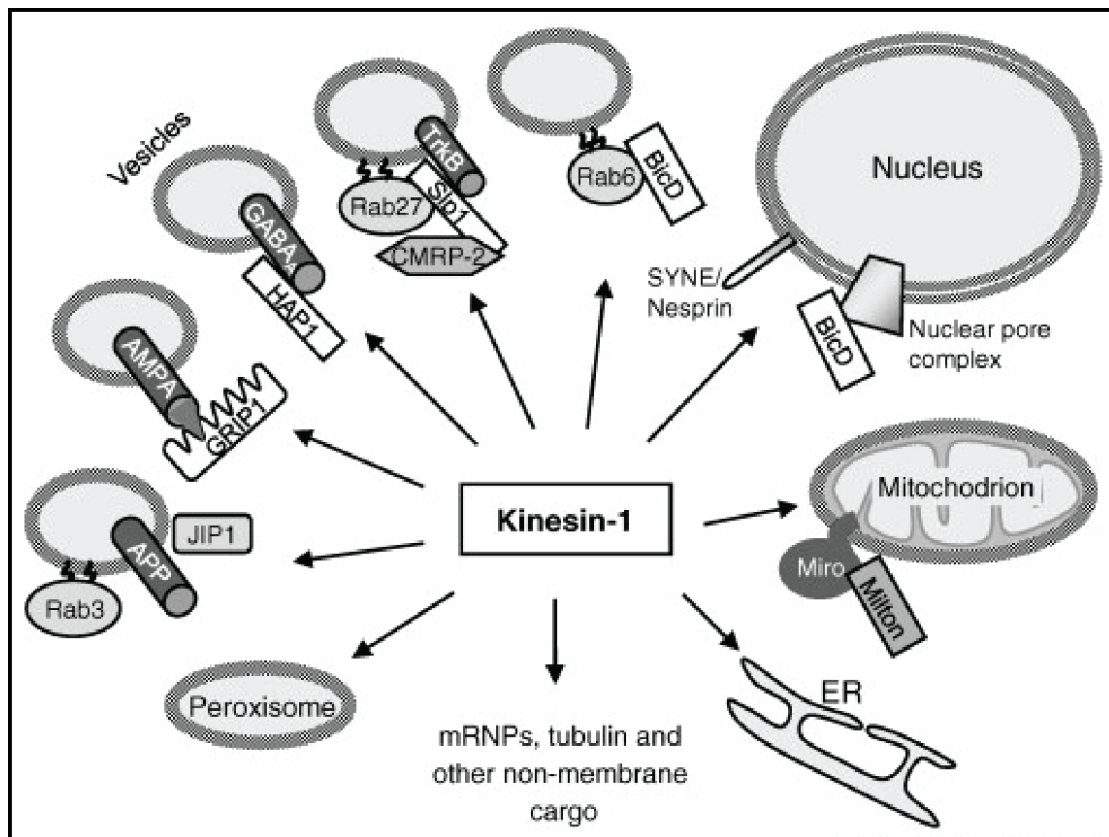 Vesicles
TrkB
Slp1
Rab27
CMRP-2
Rab6
BicD
Nucleus
GABAA
HAP1
SYNE/
Nesprin
BicD
Nuclear pore
complex
AMPA
GRIP1
Kinesin-1
Mitochodrion
Miro
Milton
JIP1
APP
Rab3
Peroxisome
ER
mRNPs, tubulin and
other non-membrane
cargo